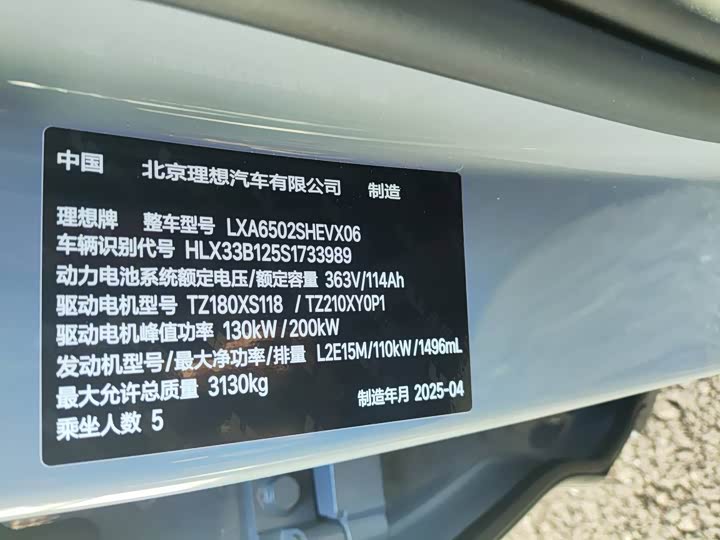 中国 北京理想汽车有限公司 制造
理想牌 整车型号 LXA6502SHEVX06
车辆识别代号 HLX33B125S1733989
动力电池系统额定电压/额定容量 363V/114Ah
驱动电机型号 TZ180XS118 / TZ210XY0P1
驱动电机峰值功率 130kW / 200kW
发动机型号/最大净功率/排量 L2E15M/110kW /1496mL
最大允许总质量 3130kg 制造年月 2025-04
乘坐人数 5